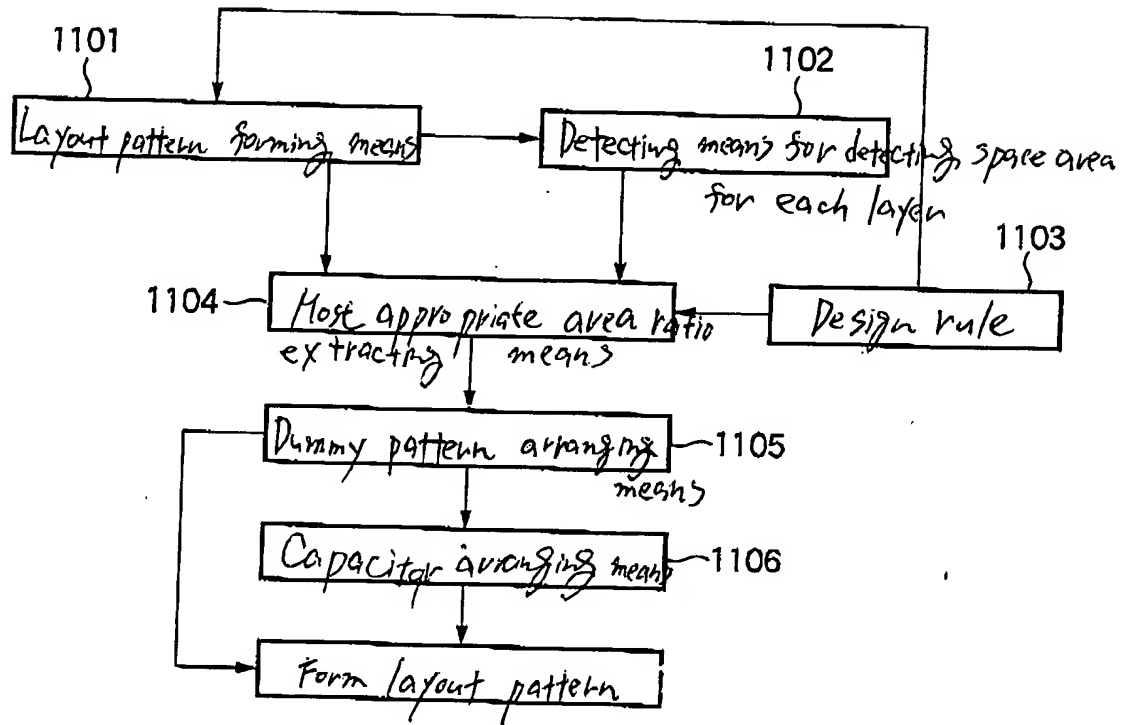 1101
1102
Layout pattern forming means
Detecting means for detecting space area
for each layer
1103
1104
Most appropriate area ratio
extracting means
Design rule
Dummy pattern arranging
means
1105
Capacitor arranging means
1106
Form layout pattern